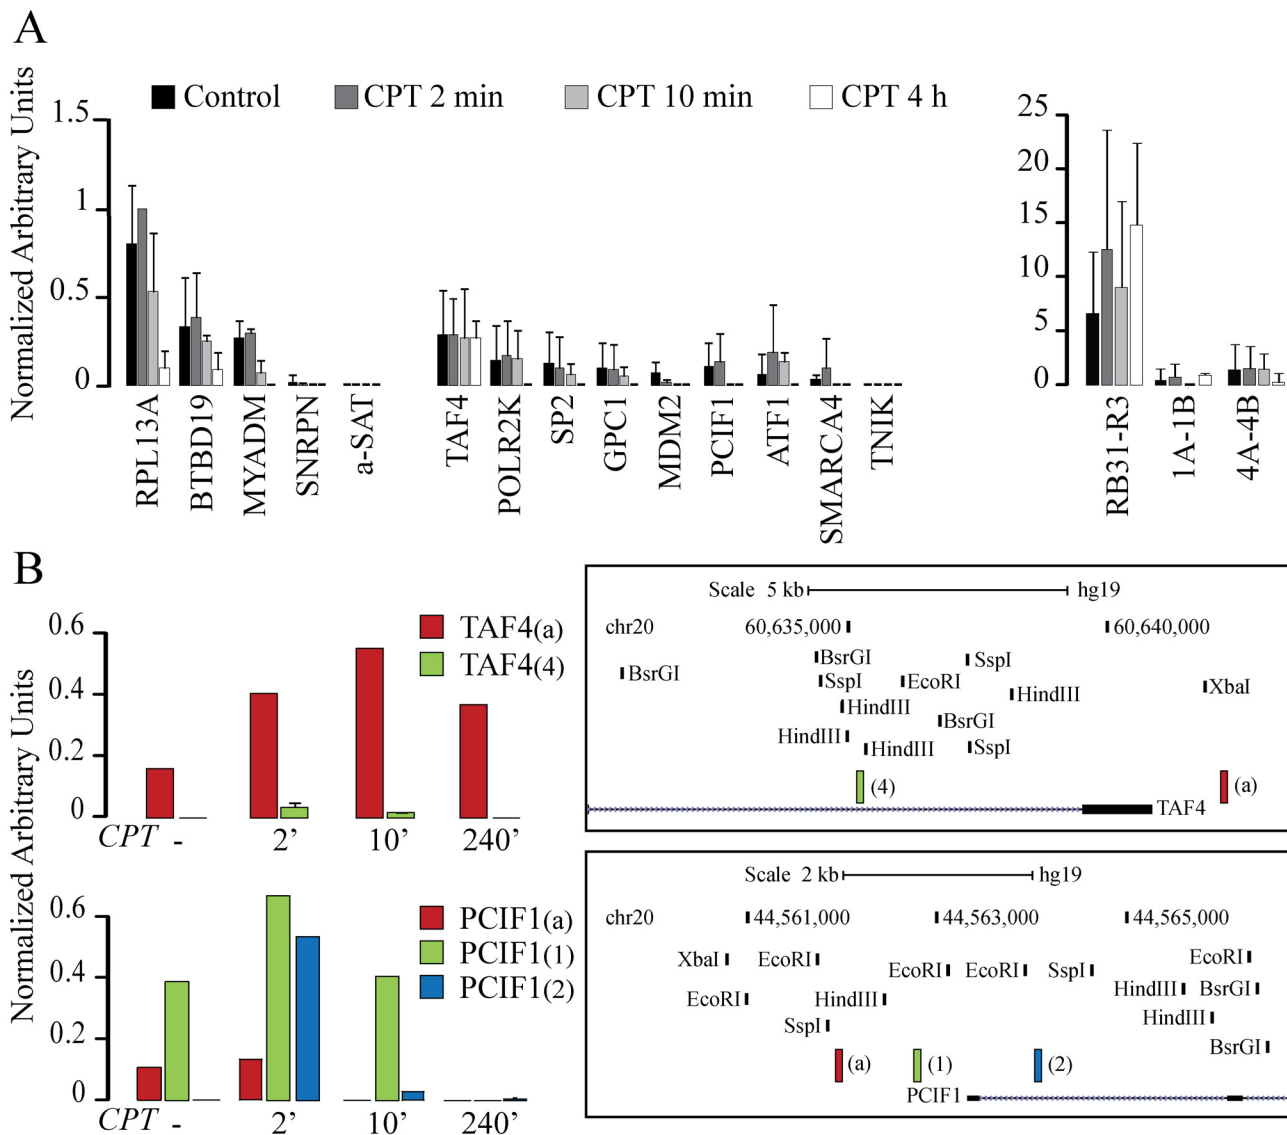 A
Control CPT 2 min CPT 10 min CPT 4 h
Normalized Arbitrary Units
1.5
1
0.5
0
RPL13A
BTBD19
MYADM
SNRPN
a-SAT
TAF4
POLR2K
SP2
GPC1
MDM2
PCIF1
ATF1
SMARCA4
TNIK
25
20
15
10
5
0
RB31-R3
1A-1B
4A-4B
B
Normalized Arbitrary Units
0.6
0.4
0.2
0
TAF4(a)
TAF4(4)
CPT - 2’ 10’ 240’
0.6
0.4
0.2
0
PCIF1(a)
PCIF1(1)
PCIF1(2)
CPT - 2’ 10’ 240’
Scale 5 kb hg19
chr20 60,635,000 60,640,000
BsrGI SspI
BsrGI
SspI EcoRI XbaI
HindIII
HindIII
BsrGI
HindIII
HindIII SspI
(4) (a)
TAF4
Scale 2 kb hg19
chr20 44,561,000 44,563,000 44,565,000
XbaI EcoRI EcoRI
EcoRI EcoRI SspI
HindIII BsrGI
EcoRI HindIII
HindIII
SspI
BsrGI
(a) (1) (2)
PCIF1